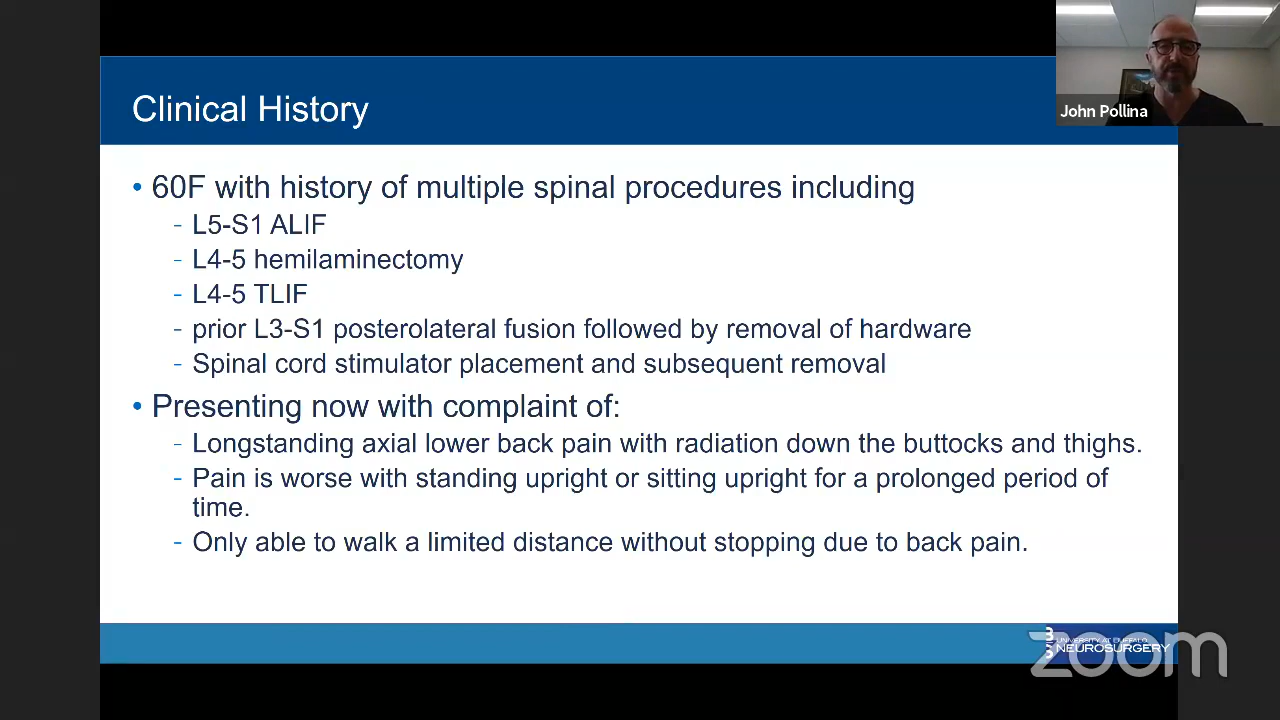 Clinical History
John Pollina
• 60F with history of multiple spinal procedures including
- L5-S1 ALIF
- L4-5 hemilaminectomy
- L4-5 TLIF
- prior L3-S1 posterolateral fusion followed by removal of hardware
- Spinal cord stimulator placement and subsequent removal
• Presenting now with complaint of:
- Longstanding axial lower back pain with radiation down the buttocks and thighs.
- Pain is worse with standing upright or sitting upright for a prolonged period of
time.
- Only able to walk a limited distance without stopping due to back pain.
UNIVERSITY AT BUFFALO
NEUROSURGERY
zoom